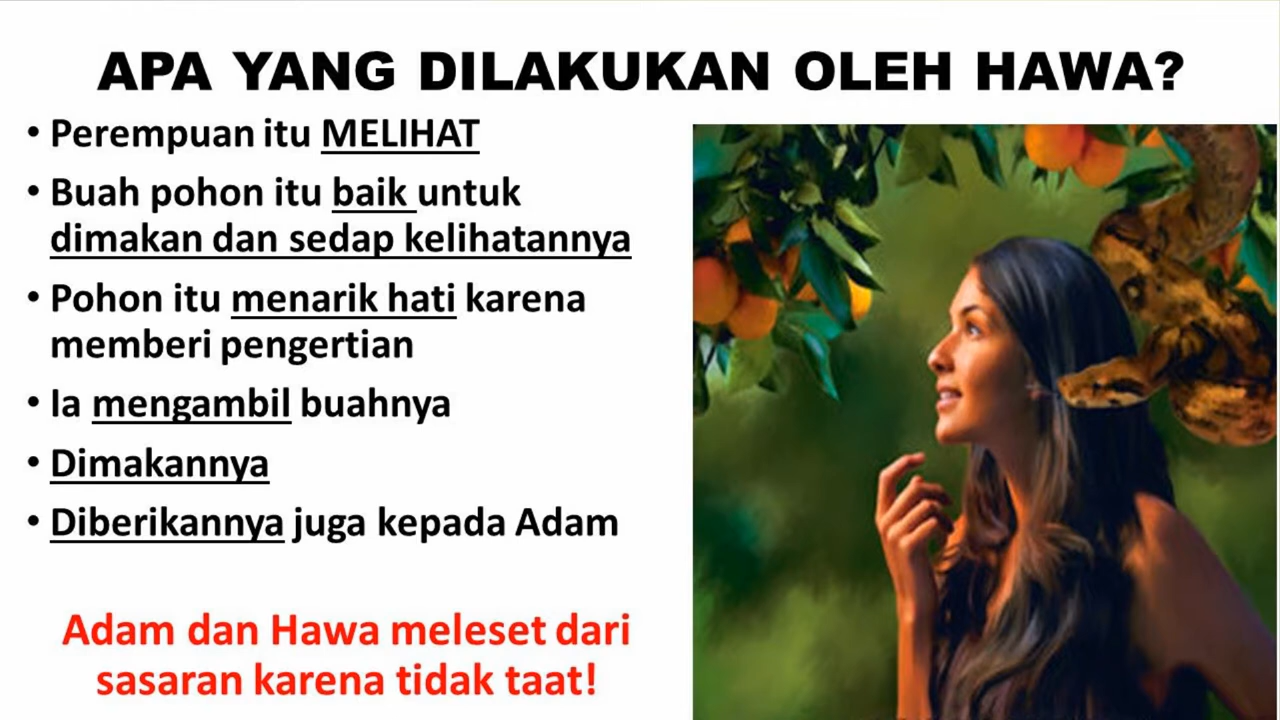 APA YANG DILAKUKAN OLEH HAWA?
• Perempuan itu MELIHAT
• Buah pohon itu baik untuk
dimakan dan sedap kelihatannya
• Pohon itu menarik hati karena
memberi pengertian
• Ia mengambil buahnya
• Dimakannya
• Diberikannya juga kepada Adam
Adam dan Hawa meleset dari
sasaran karena tidak taat!